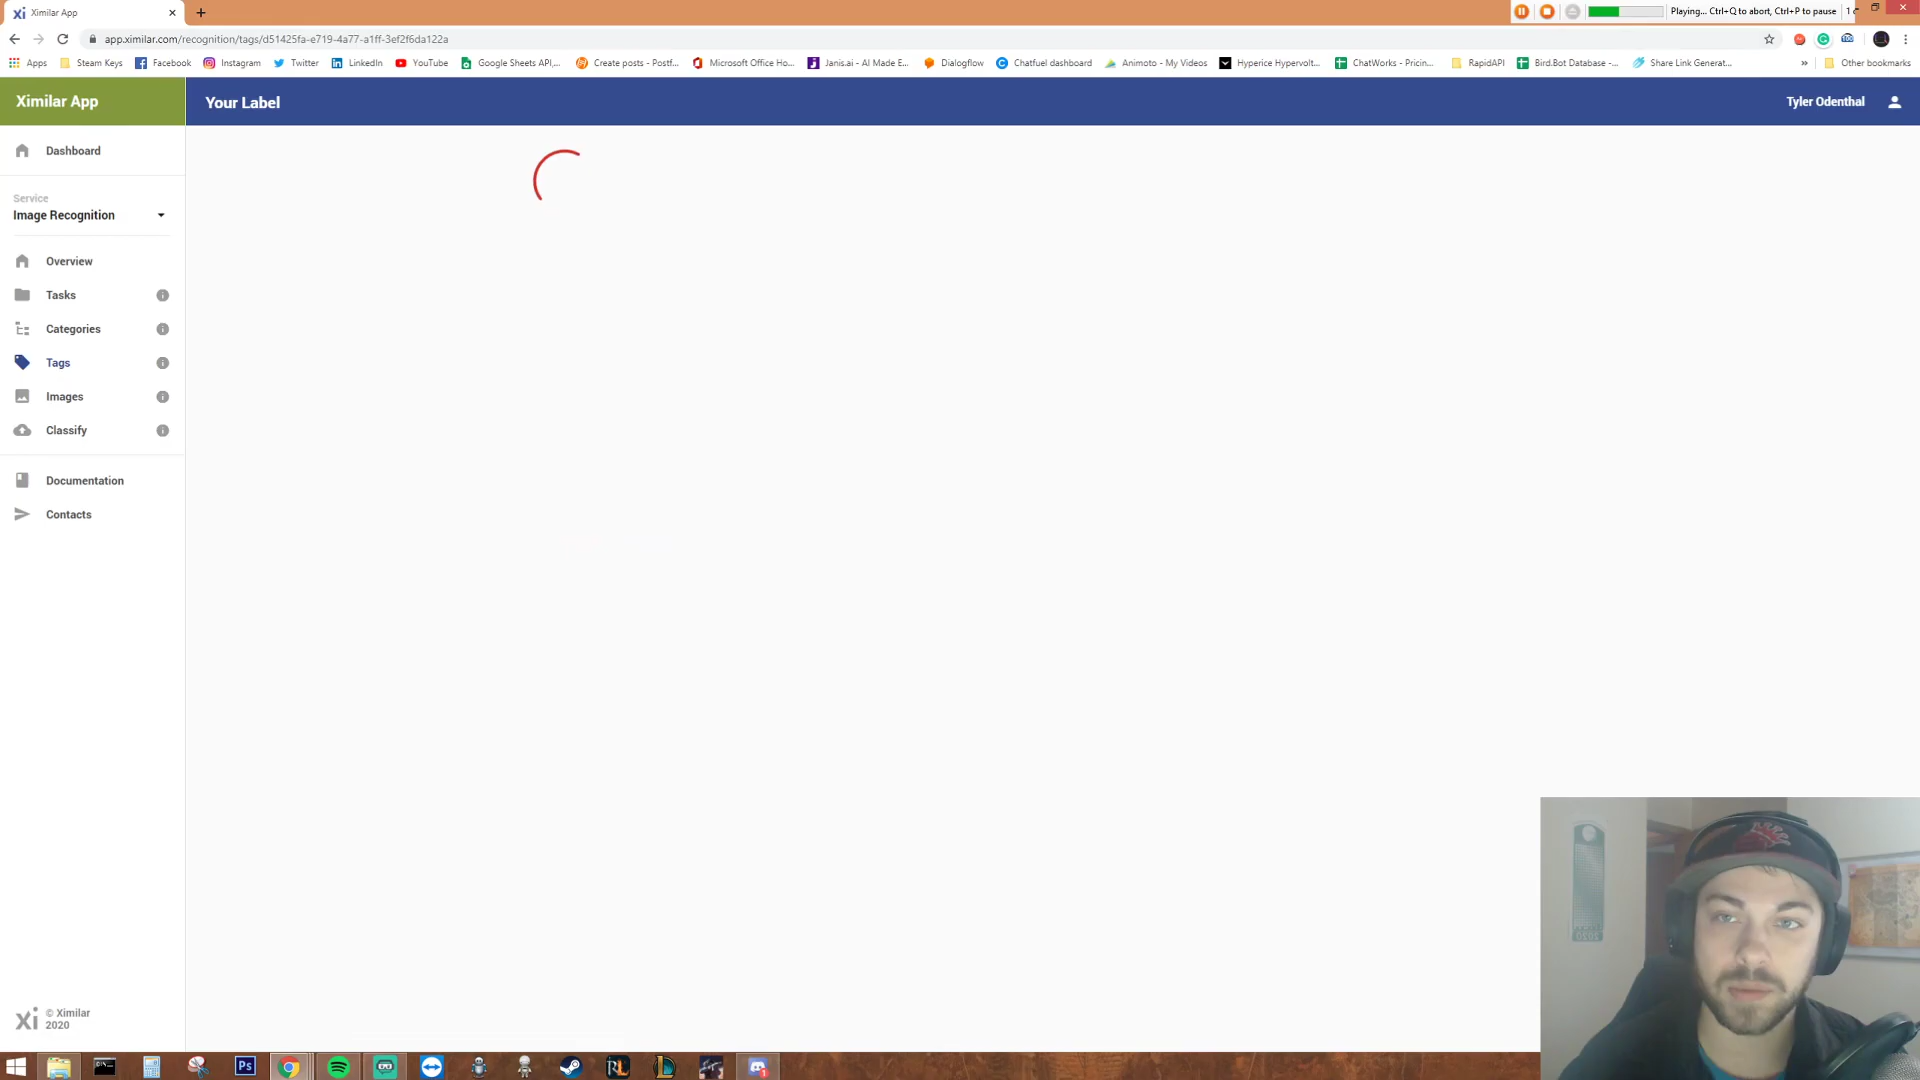 Ximilar App
Playing... Ctrl+Q to abort, Ctrl+P to pause
app.ximilar.com/recognition/tags/d51425fa-e719-4a77-a1ff-3ef2f6da122a
Apps Steam Keys Facebook Instagram Twitter LinkedIn YouTube Google Sheets API,... Create posts - Postf... Microsoft Office Ho... Janis.ai - AI Made E... Dialogflow Chatfuel dashboard Animoto - My Videos Hyperice Hypervolt... ChatWorks - Pricin... RapidAPI Bird.Bot Database -... Share Link Generat... » Other bookmarks
Ximilar App
Your Label
Tyler Odenthal
Dashboard
Service
Image Recognition
Overview
Tasks
Categories
Tags
Images
Classify
Documentation
Contacts
© Ximilar
2020